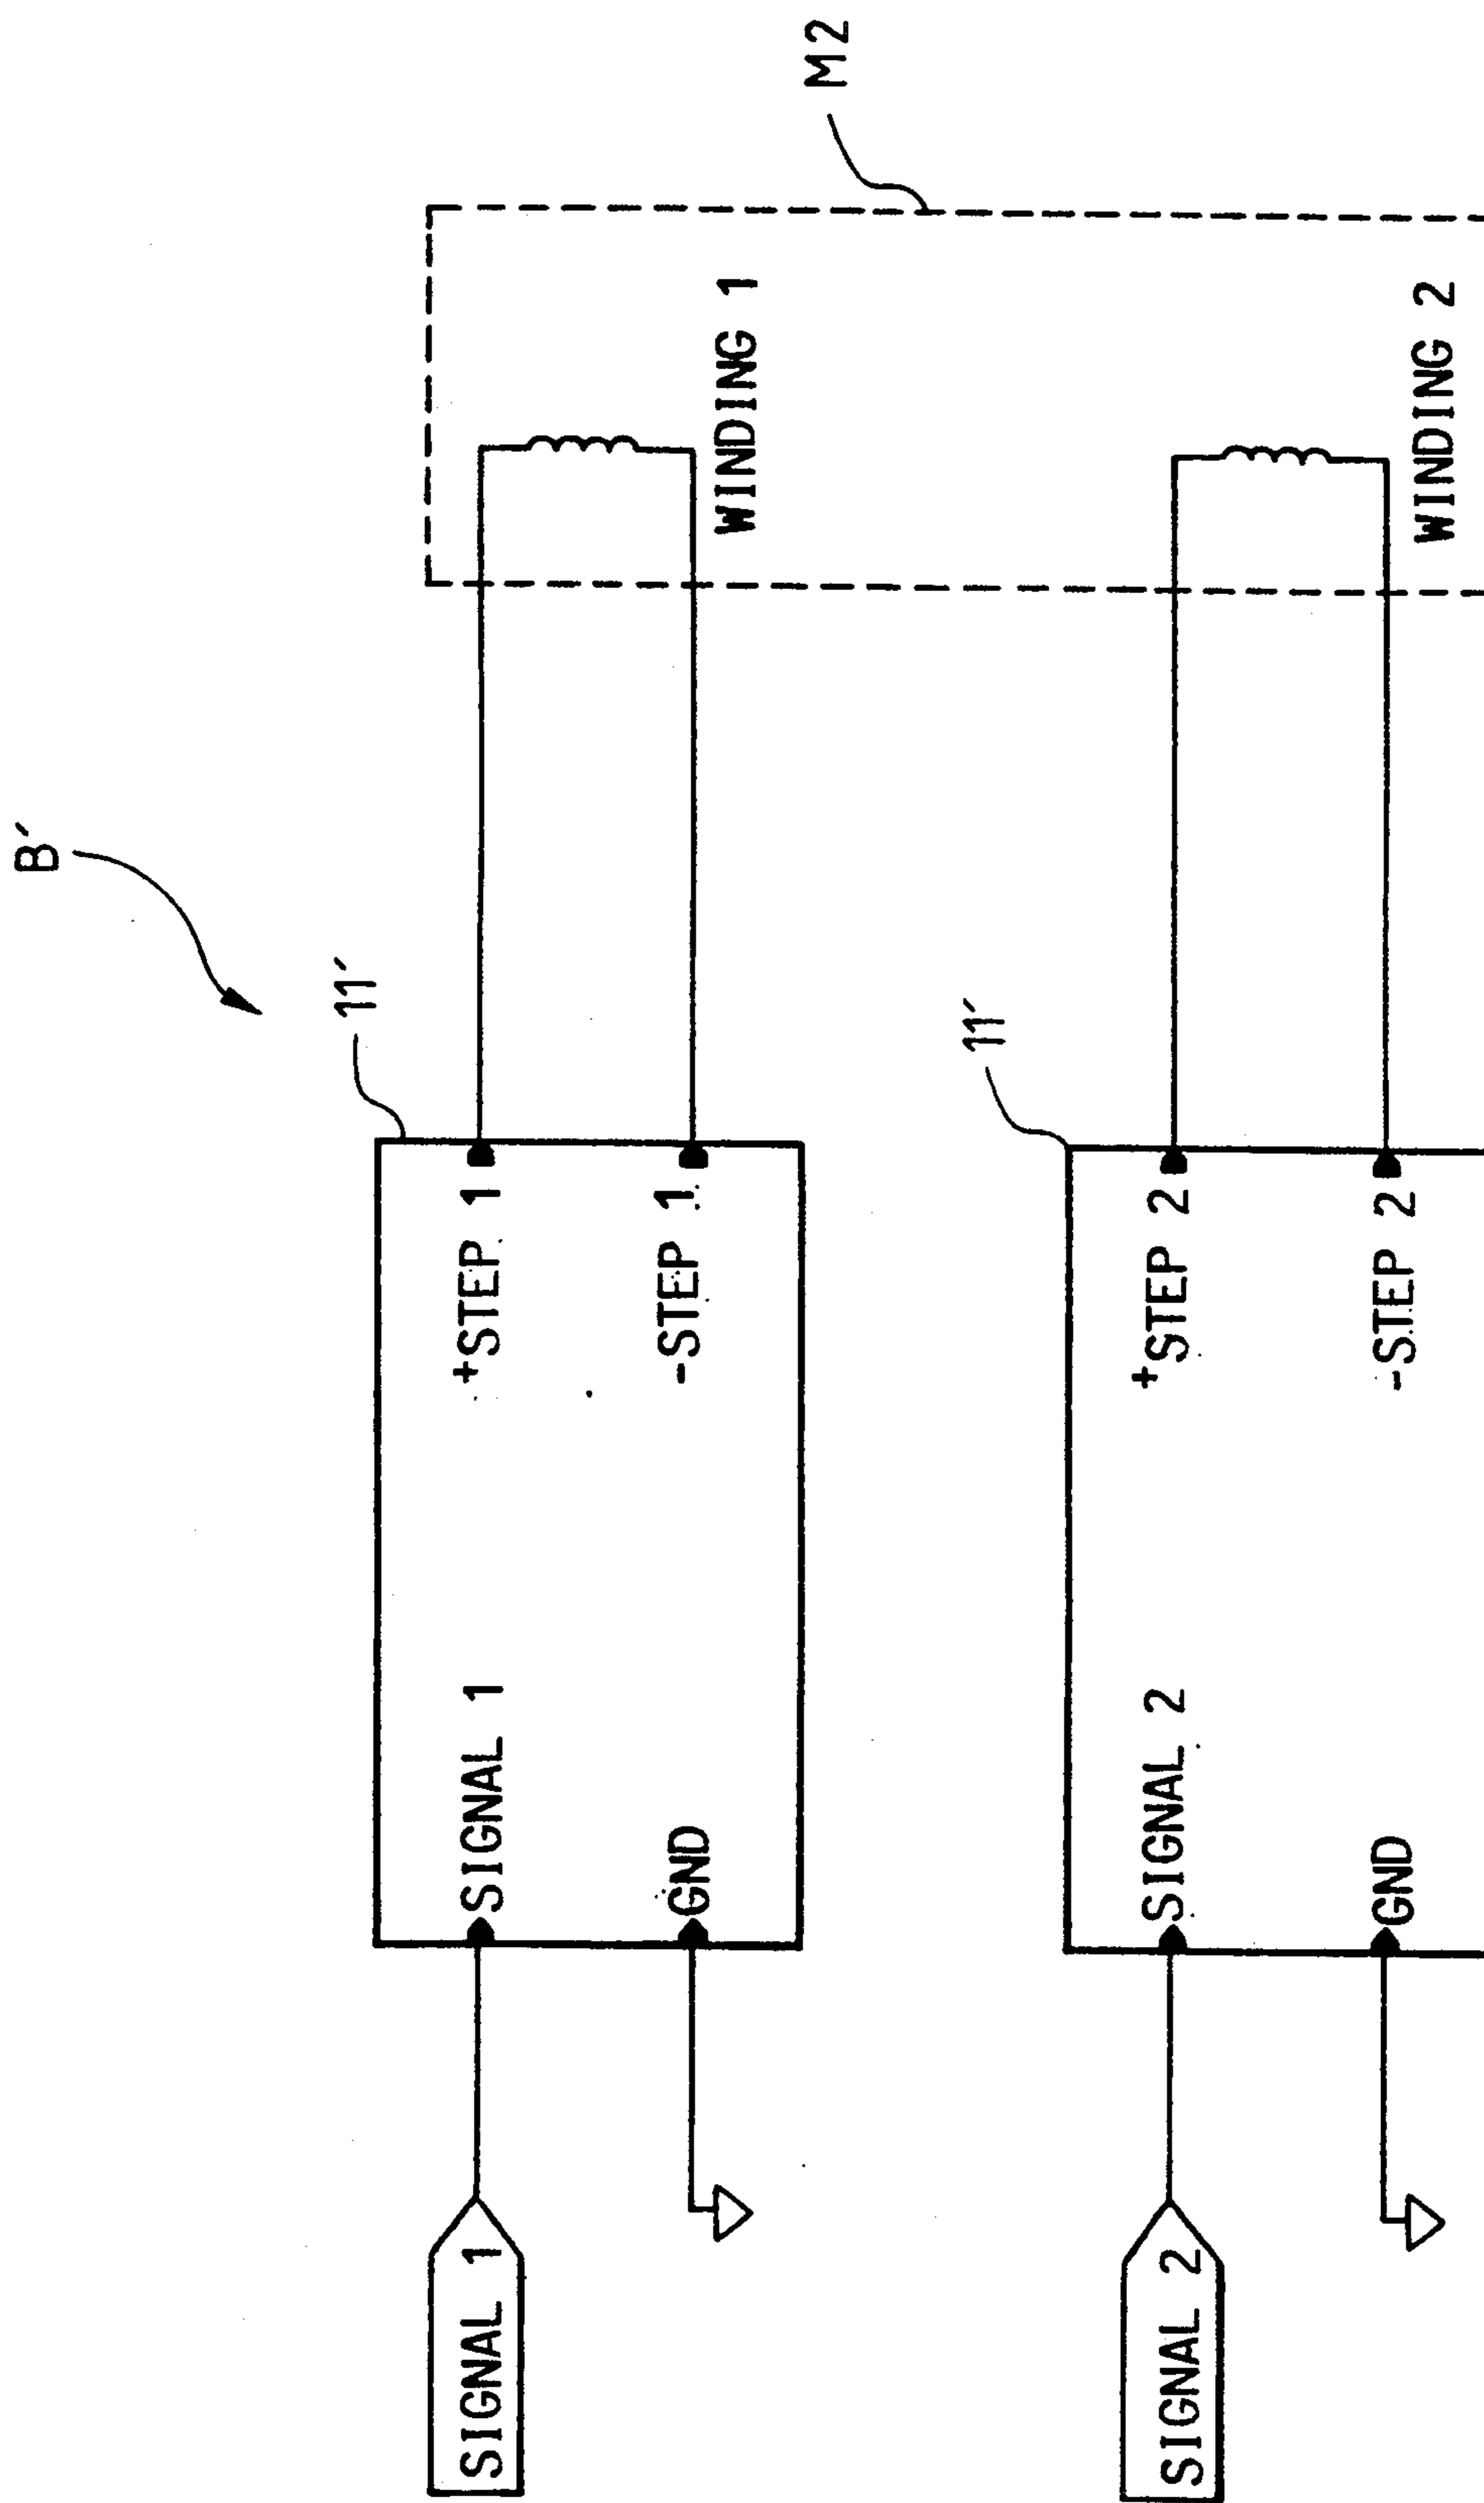 B′
M2
11′
SIGNAL 1
SIGNAL 1
+STEP 1
GND
-STEP 1
WINDING 1
11′
SIGNAL 2
SIGNAL 2
+STEP 2
GND
-STEP 2
WINDING 2